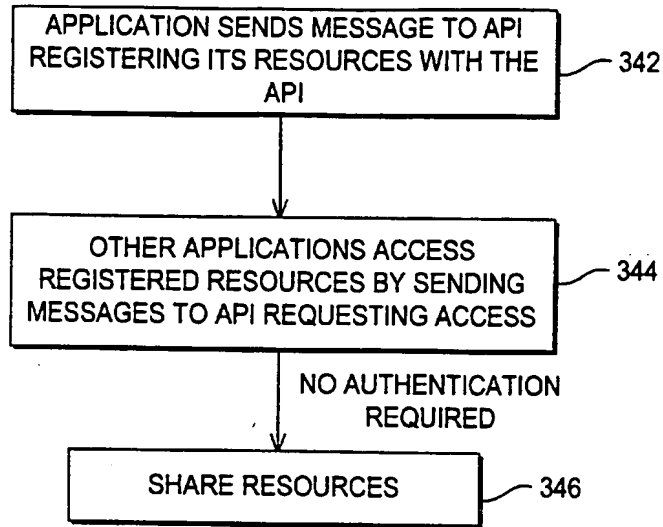 APPLICATION SENDS MESSAGE TO API
REGISTERING ITS RESOURCES WITH THE
API
342
OTHER APPLICATIONS ACCESS
REGISTERED RESOURCES BY SENDING
MESSAGES TO API REQUESTING ACCESS
344
NO AUTHENTICATION
REQUIRED
SHARE RESOURCES
346